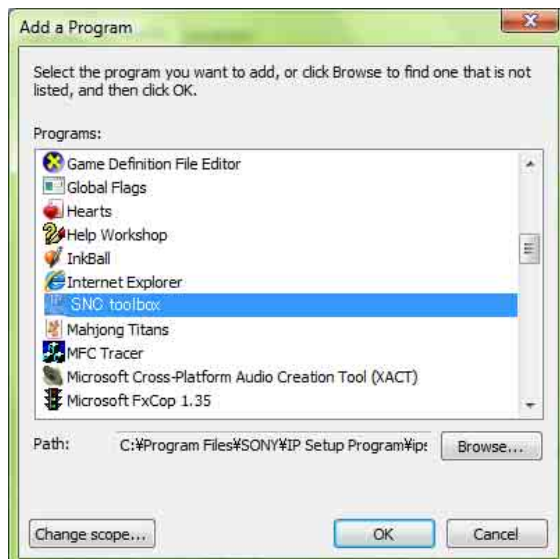 Add a Program
Select the program you want to add, or click Browse to find one that is not
listed, and then click OK.
Programs:
Game Definition File Editor
Global Flags
Hearts
Help Workshop
InkBall
Internet Explorer
SNC toolbox
Mahjong Titans
MFC Tracer
Microsoft Cross-Platform Audio Creation Tool (XACT)
Microsoft FxCop 1.35
Path: C:¥Program Files¥SONY¥IP Setup Program¥ips Browse...
Change scope... OK Cancel